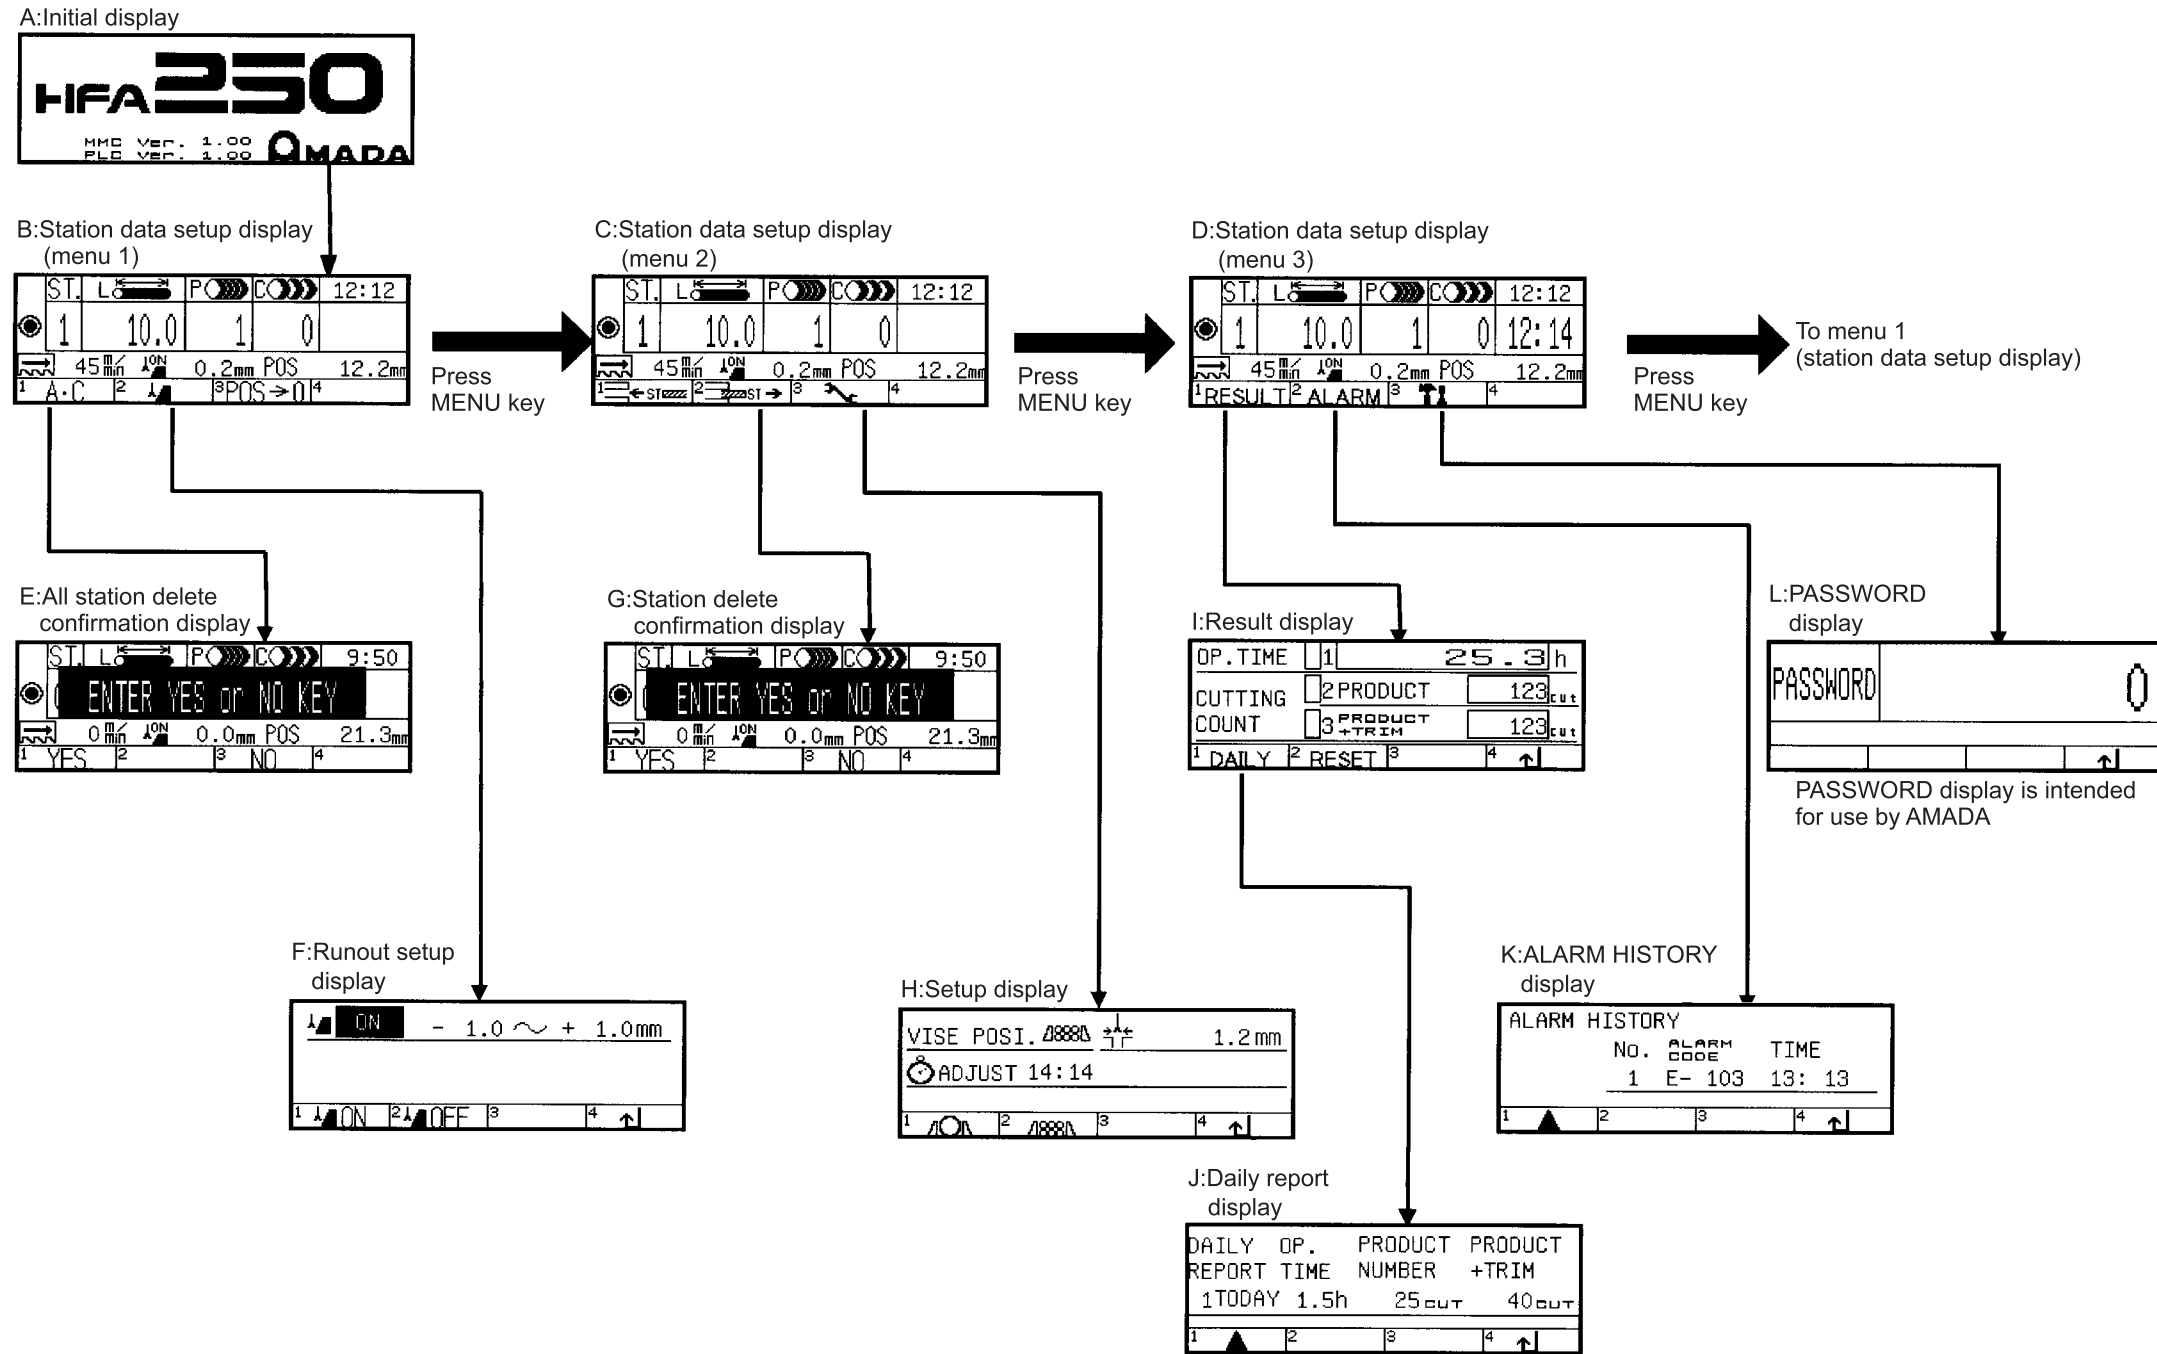 A:Initial display
HFA250
MMC Ver. 1.00
PLC Ver. 1.00
AMADA
B:Station data setup display
(menu 1)
ST. L P C 12:12
1 10.0 1 0
45 m/min ON 0.2mm POS 12.2mm
1 A·C 2 3 POS→0 4
Press
MENU key
C:Station data setup display
(menu 2)
ST. L P C 12:12
1 10.0 1 0
45 m/min ON 0.2mm POS 12.2mm
1 ←ST 2 ST→ 3 4
Press
MENU key
D:Station data setup display
(menu 3)
ST. L P C 12:12
1 10.0 1 0 12:14
45 m/min ON 0.2mm POS 12.2mm
1 RESULT 2 ALARM 3 4
Press
MENU key
To menu 1
(station data setup display)
E:All station delete
confirmation display
ST. L P C 9:50
ENTER YES or NO KEY
0 m/min ON 0.0mm POS 21.3mm
1 YES 2 3 NO 4
G:Station delete
confirmation display
ST. L P C 9:50
ENTER YES or NO KEY
0 m/min ON 0.0mm POS 21.3mm
1 YES 2 3 NO 4
I:Result display
OP.TIME 1 25.3 h
CUTTING
COUNT
2 PRODUCT 123 cut
3 PRODUCT +TRIM 123 cut
1 DAILY 2 RESET 3 4
L:PASSWORD
display
PASSWORD 0
PASSWORD display is intended
for use by AMADA
F:Runout setup
display
ON - 1.0 ~ + 1.0mm
1 ON 2 OFF 3 4
H:Setup display
VISE POSI. 1.2mm
ADJUST 14:14
1 2 3 4
K:ALARM HISTORY
display
ALARM HISTORY
No. ALARM CODE TIME
1 E- 103 13: 13
1 2 3 4
J:Daily report
display
DAILY OP. PRODUCT PRODUCT
REPORT TIME NUMBER +TRIM
1TODAY 1.5h 25CUT 40CUT
1 2 3 4